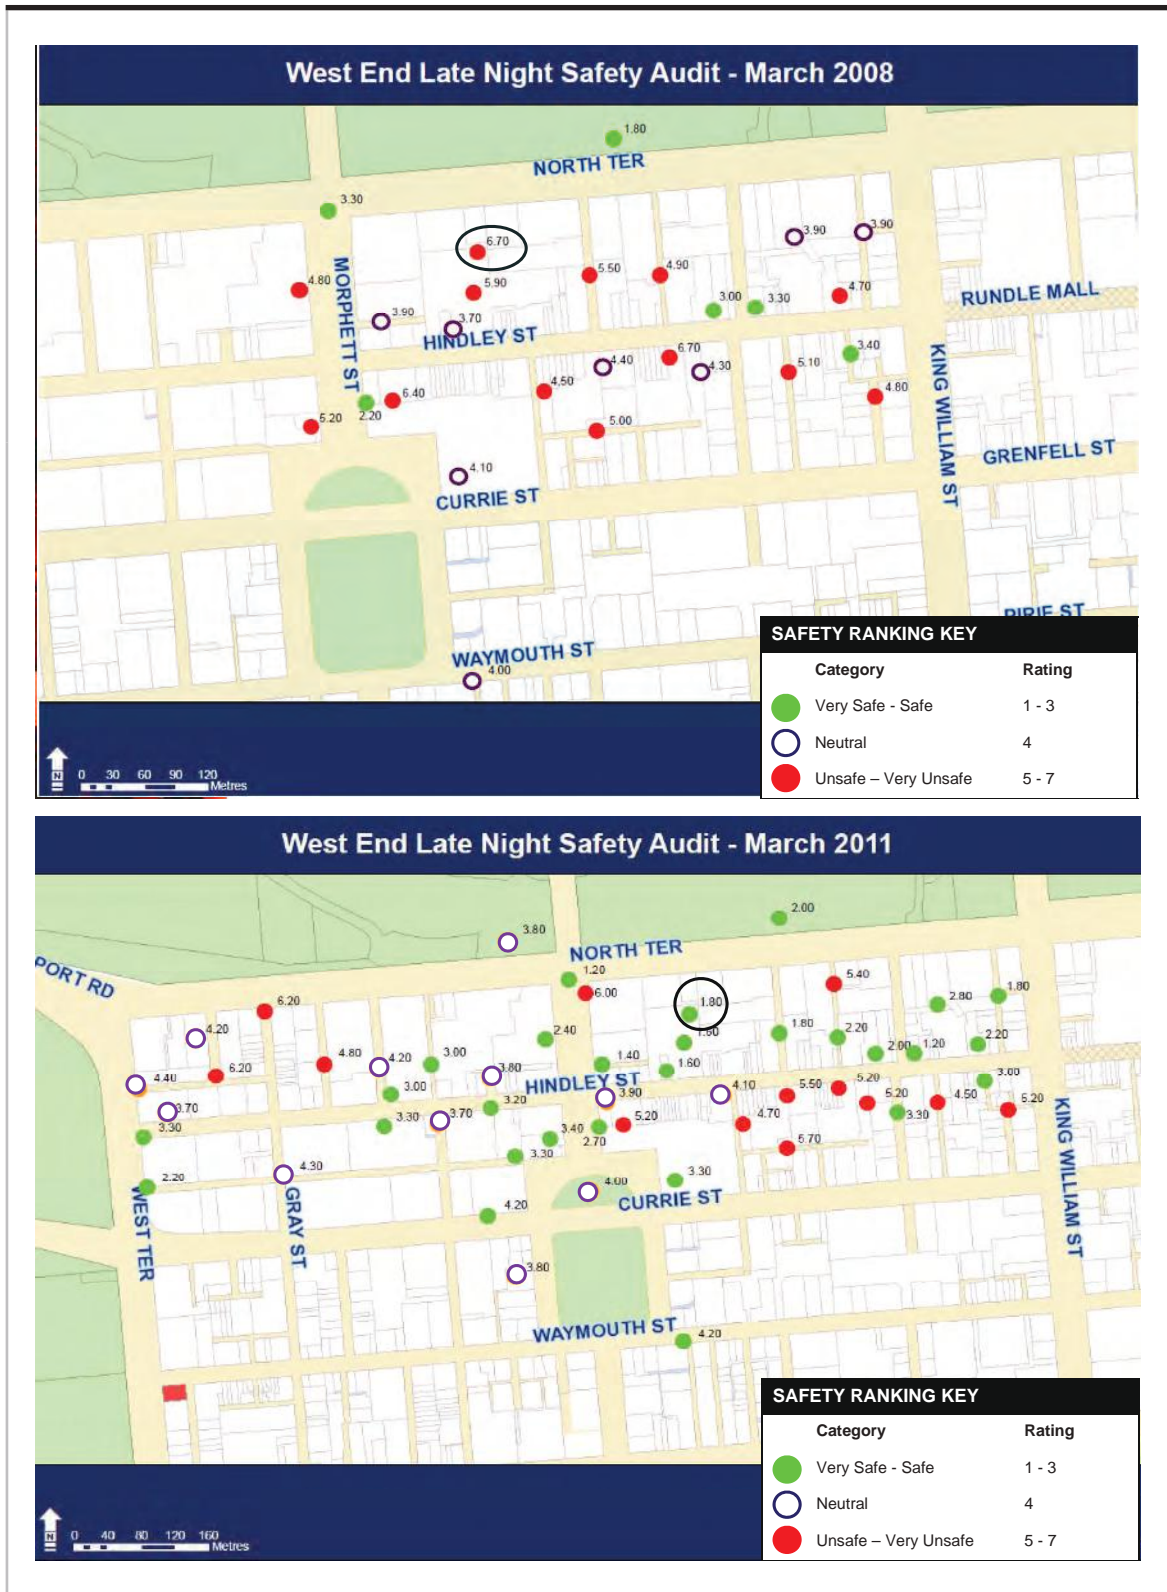 West End Late Night Safety Audit - March 2008
1.80
NORTH TER
3.30
3.90
3.90
6.70
4.80
MORPHETT ST
5.90
5.50
4.90
4.70
RUNDLE MALL
3.00
3.30
3.90
3.70
HINDLEY ST
6.70
3.40
KING WILLIAM ST
4.40
4.30
5.10
4.50
4.80
6.40
2.20
5.20
5.00
GRENFELL ST
4.10
CURRIE ST
PIRIE ST
WAYMOUTH ST
4.00
SAFETY RANKING KEY
Category Rating
Very Safe - Safe 1 - 3
Neutral 4
Unsafe – Very Unsafe 5 - 7
N
0 30 60 90 120
Metres
West End Late Night Safety Audit - March 2011
2.00
3.80
NORTH TER
PORT RD
1.20
6.00
5.40
6.20
1.80
2.80
1.80
4.20
2.40
1.80
2.20
2.20
2.00
1.20
4.80
4.20
3.00
1.40
1.60
6.20
4.40
3.80
HINDLEY ST
3.00
3.00
3.90
4.10
5.50
5.20
5.20
4.50
5.20
3.70
3.20
3.30
3.30
3.70
3.40
2.70
5.20
4.70
3.30
5.70
KING WILLIAM ST
3.30
4.30
3.30
2.20
WEST TER
GRAY ST
4.00
CURRIE ST
4.20
3.80
WAYMOUTH ST
4.20
SAFETY RANKING KEY
Category Rating
Very Safe - Safe 1 - 3
Neutral 4
Unsafe – Very Unsafe 5 - 7
N
0 40 80 120 160
Metres